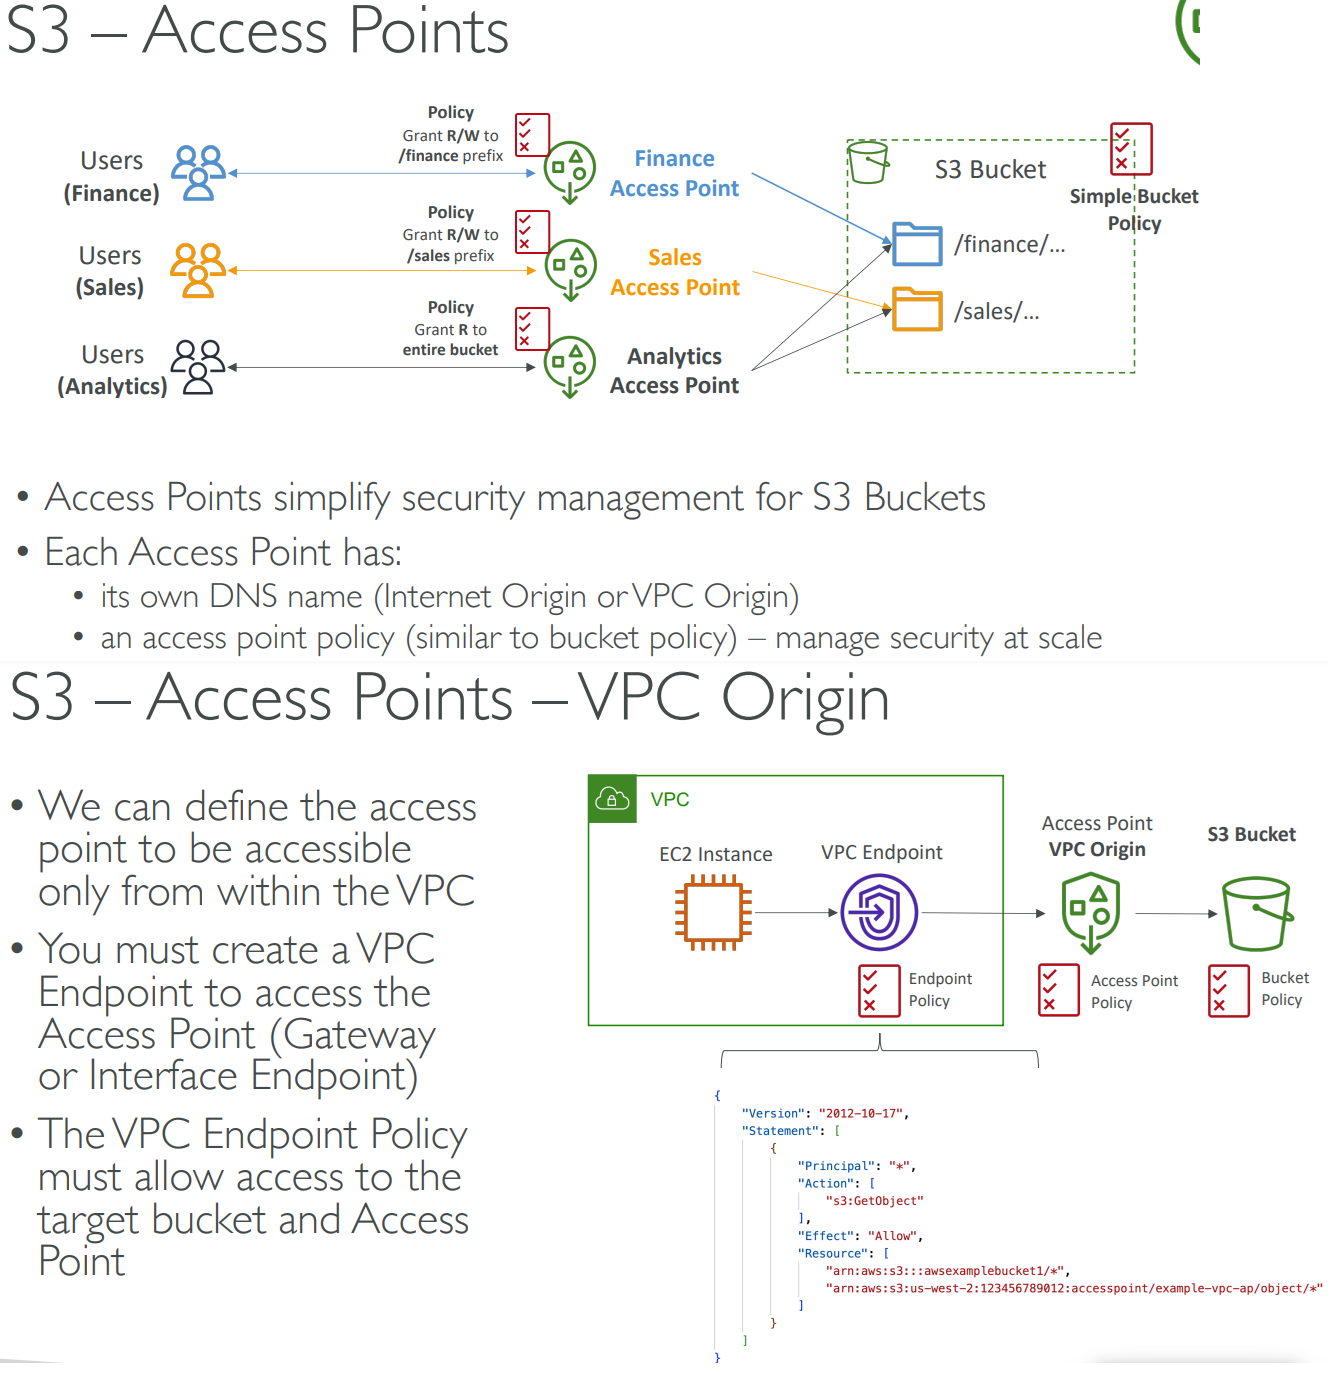 S3 – Access Points
Users
(Finance)
Policy
Grant R/W to
/finance prefix
Finance
Access Point
Users
(Sales)
Policy
Grant R/W to
/sales prefix
Sales
Access Point
Users
(Analytics)
Policy
Grant R to
entire bucket
Analytics
Access Point
S3 Bucket
Simple Bucket
Policy
/finance/...
/sales/...
• Access Points simplify security management for S3 Buckets
• Each Access Point has:
• its own DNS name (Internet Origin or VPC Origin)
• an access point policy (similar to bucket policy) – manage security at scale
S3 – Access Points – VPC Origin
• We can define the access
point to be accessible
only from within the VPC
• You must create a VPC
Endpoint to access the
Access Point (Gateway
or Interface Endpoint)
• The VPC Endpoint Policy
must allow access to the
target bucket and Access
Point
VPC
EC2 Instance
VPC Endpoint
Endpoint
Policy
Access Point
VPC Origin
Access Point
Policy
S3 Bucket
Bucket
Policy
{
"Version": "2012-10-17",
"Statement": [
{
"Principal": "*",
"Action": [
"s3:GetObject"
],
"Effect": "Allow",
"Resource": [
"arn:aws:s3:::awsexamplebucket1/*",
"arn:aws:s3:us-west-2:123456789012:accesspoint/example-vpc-ap/object/*"
]
}
]
}